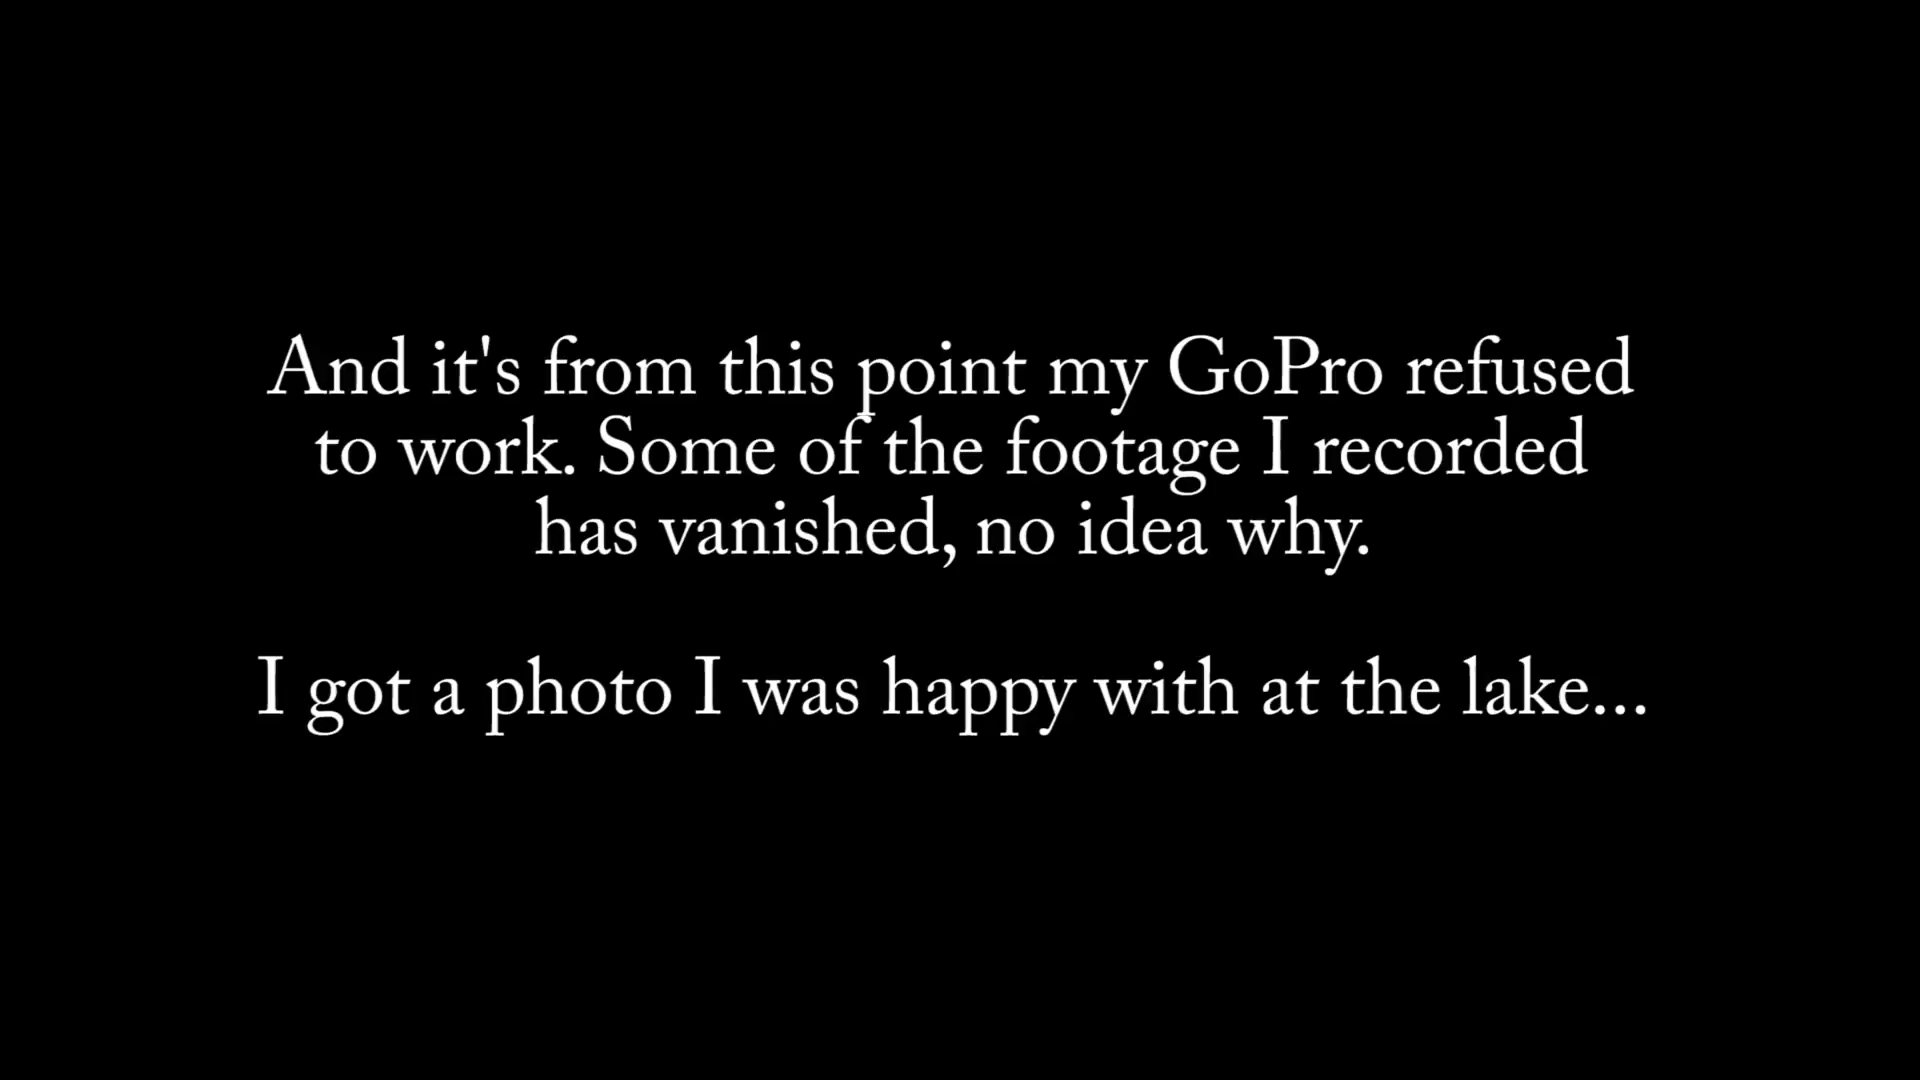 And it's from this point my GoPro refused
to work. Some of the footage I recorded
has vanished, no idea why.
I got a photo I was happy with at the lake...